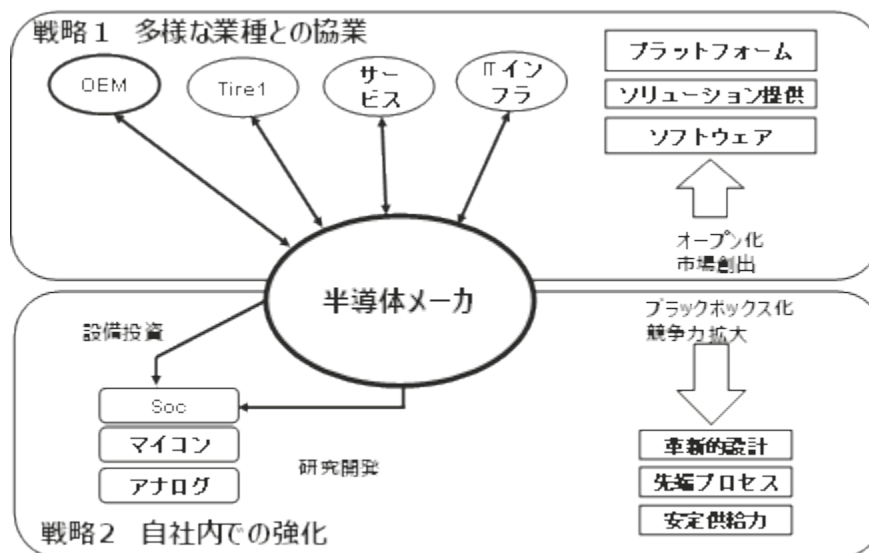 戦略1 多様な業種との協業
OEM
Tire1
サー
ビス
ITイン
フラ
プラットフォーム
ソリューション提供
ソフトウェア
オープン化
市場創出
半導体メーカ
設備投資
Soc
マイコン
アナログ
研究開発
ブラックボックス化
競争力拡大
革新的設計
先端プロセス
安定供給力
戦略2 自社内での強化